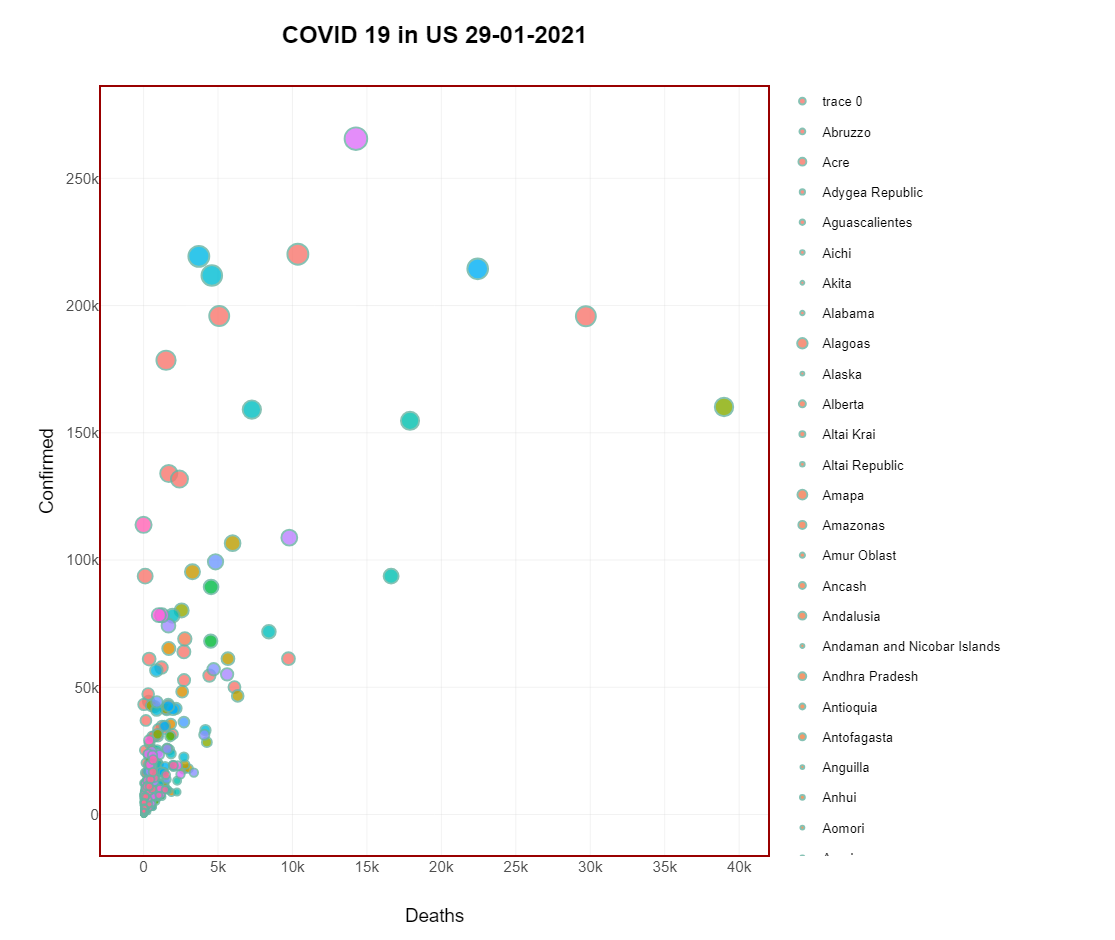 COVID 19 in US 29-01-2021
Confirmed
250k
200k
150k
100k
50k
0
0 5k 10k 15k 20k 25k 30k 35k 40k
Deaths
trace 0
Abruzzo
Acre
Adygea Republic
Aguascalientes
Aichi
Akita
Alabama
Alagoas
Alaska
Alberta
Altai Krai
Altai Republic
Amapa
Amazonas
Amur Oblast
Ancash
Andalusia
Andaman and Nicobar Islands
Andhra Pradesh
Antioquia
Antofagasta
Anguilla
Anhui
Aomori